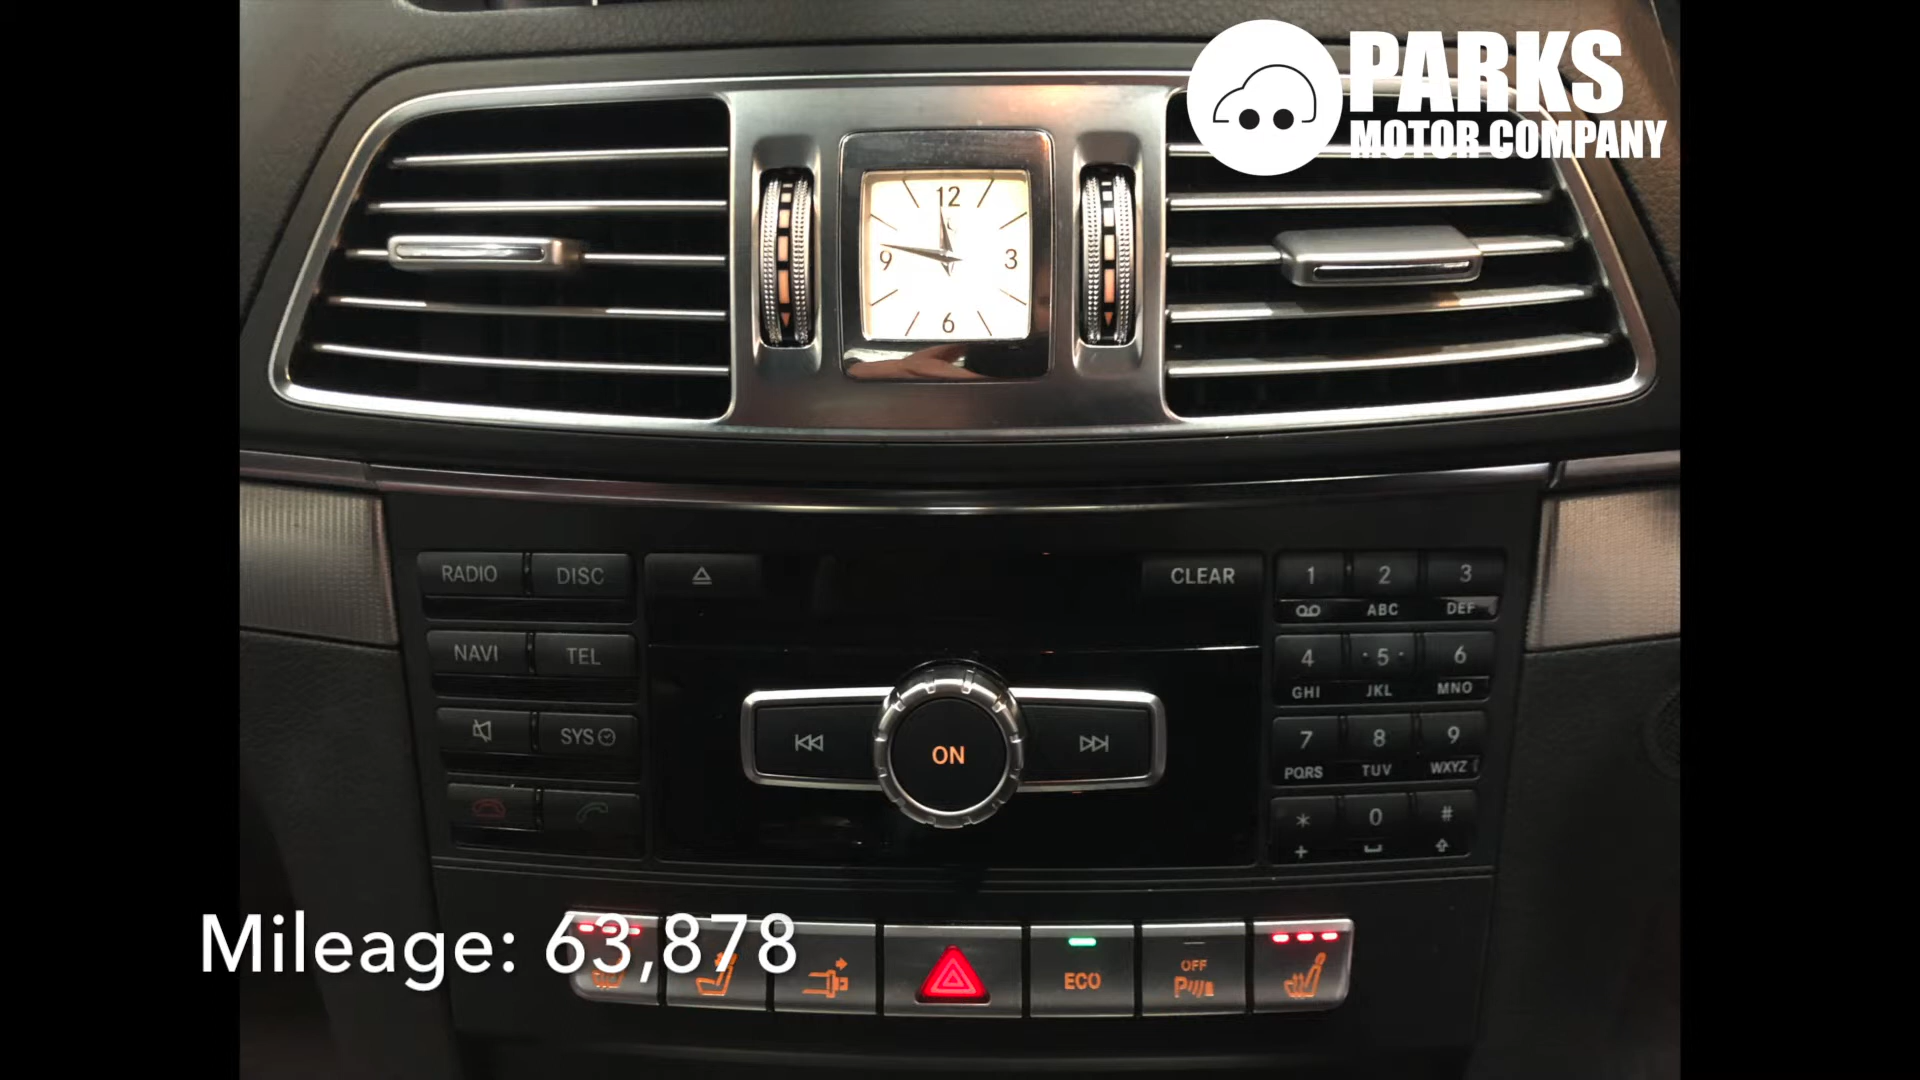 PARKS
MOTOR COMPANY
12
9
3
6
RADIO DISC CLEAR 1 2 3
ABC DEF
NAVI TEL 4 5 6
GHI JKL MNO
SYS 7 8 9
PQRS TUV WXYZ
ON
* 0 #
+
Mileage: 63,878
ECO
OFF
P